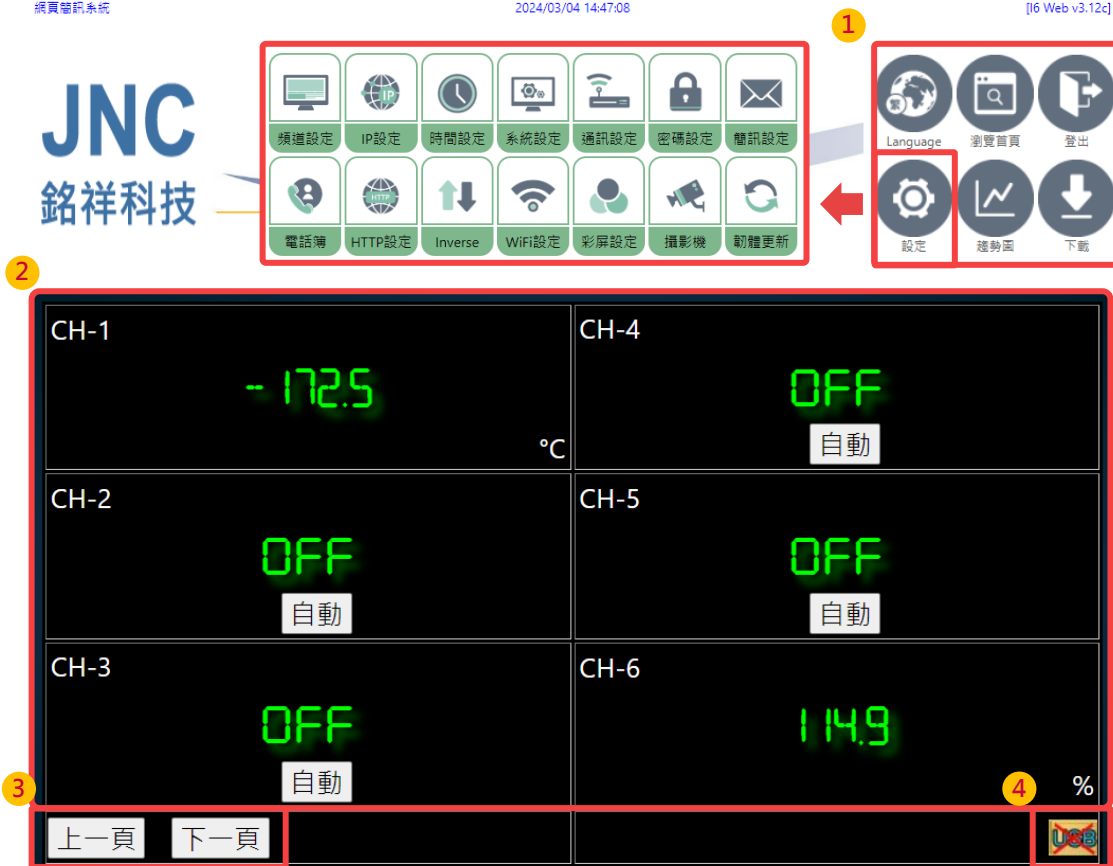 網頁簡訊系統
2024/03/04 14:47:08
[I6 Web v3.12c]
1
JNC
銘祥科技
頻道設定
IP
IP設定
時間設定
系統設定
通訊設定
密碼設定
簡訊設定
電話簿
HTTP
HTTP設定
Inverse
WiFi設定
彩屏設定
攝影機
韌體更新
繁
Language
瀏覽首頁
登出
設定
趨勢圖
下載
2
CH-1
-172.5
°C
CH-4
OFF
自動
CH-2
OFF
自動
CH-5
OFF
自動
CH-3
OFF
自動
CH-6
114.9
%
3
上一頁
下一頁
4
USB